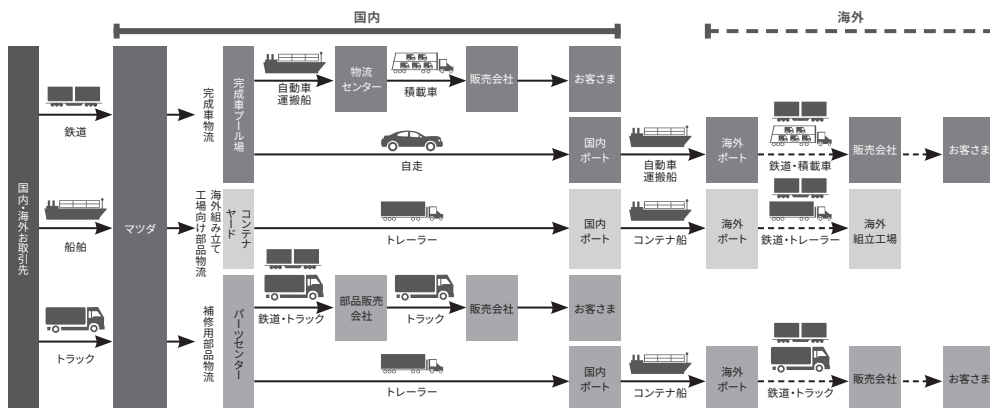 国内
海外
国内・海外お取引先
鉄道
船舶
トラック
マツダ
完成車物流
完成車プール場
自動車
運搬船
物流
センター
積載車
販売会社
お客さま
自走
国内
ポート
自動車
運搬船
海外
ポート
鉄道・積載車
販売会社
お客さま
海外組み立て
工場向け部品物流
コンテナ
ヤード
トレーラー
国内
ポート
コンテナ船
海外
ポート
鉄道・トレーラー
海外
組立工場
補修用部品物流
パーツセンター
鉄道・トラック
部品販売
会社
トラック
販売会社
お客さま
トレーラー
国内
ポート
コンテナ船
海外
ポート
鉄道・トラック
販売会社
お客さま